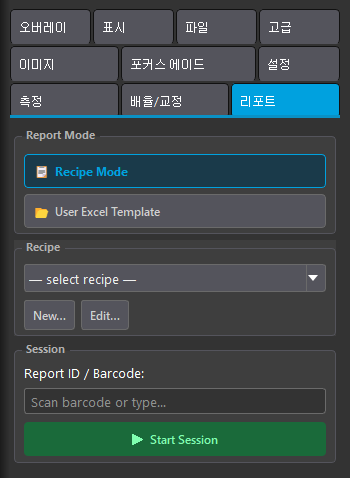 오버레이 표시 파일 고급
이미지 포커스 에이드 설정
측정 배율/교정 리포트
Report Mode
Recipe Mode
User Excel Template
Recipe
— select recipe —
New... Edit...
Session
Report ID / Barcode:
Scan barcode or type...
Start Session